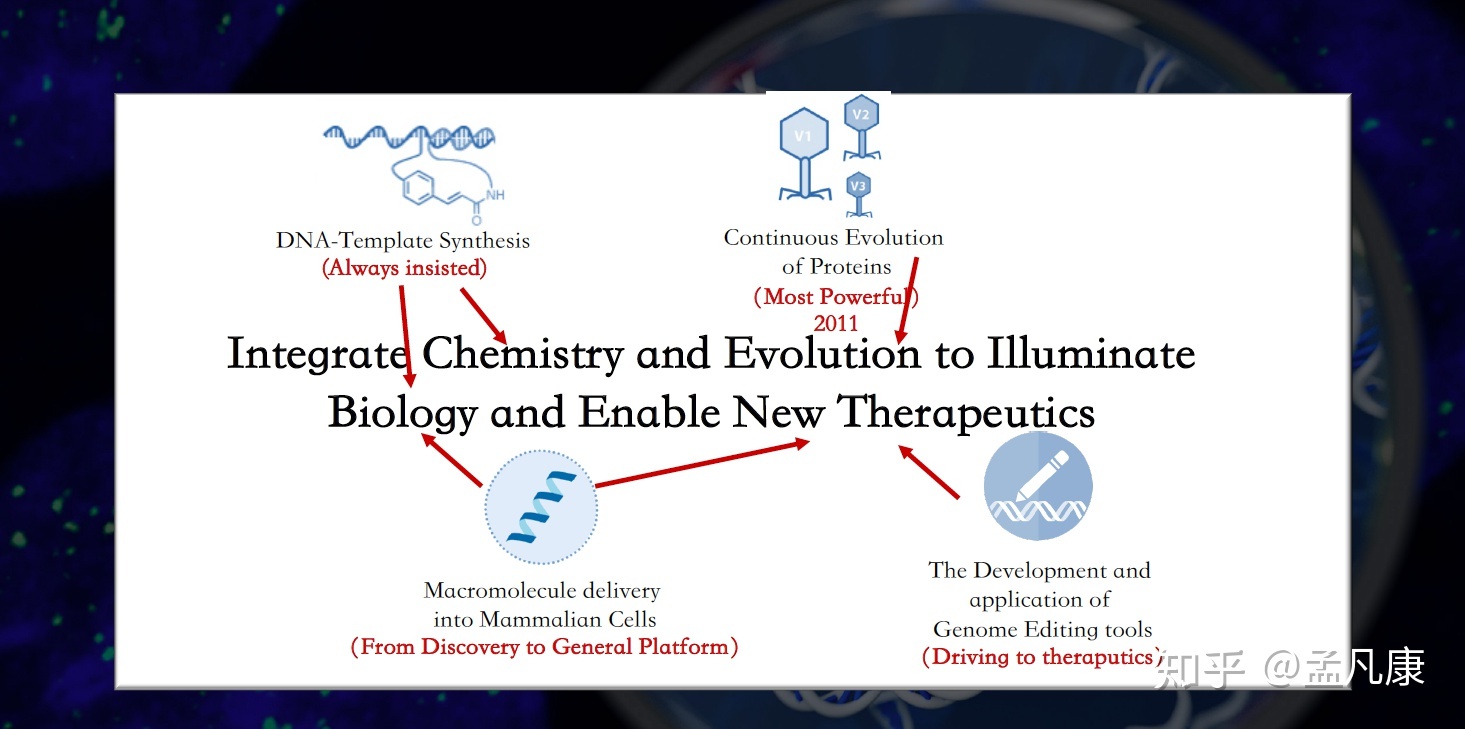 V1
V2
V3
NH
O
DNA-Template Synthesis
(Always insisted)
Continuous Evolution
of Proteins
(Most Powerful)
2011
Integrate Chemistry and Evolution to Illuminate
Biology and Enable New Therapeutics
Macromolecule delivery
into Mammalian Cells
(From Discovery to General Platform)
The Development and
application of
Genome Editing tools
(Driving to theraputics)
知乎 @孟凡康